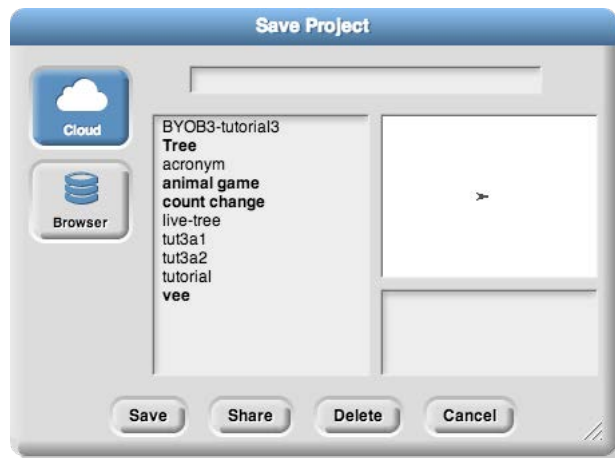 Save Project
Cloud
Browser
BYOB3-tutorial3
Tree
acronym
animal game
count change
live-tree
tut3a1
tut3a2
tutorial
vee
Save
Share
Delete
Cancel